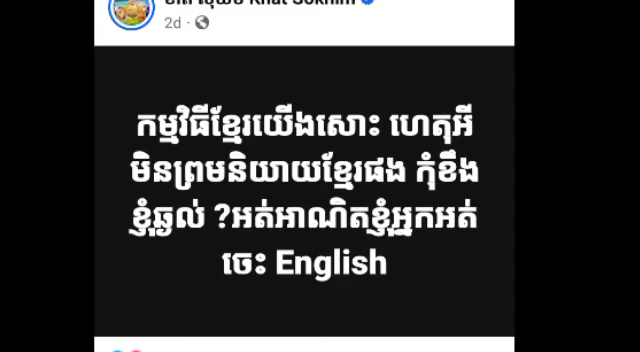 Khat Sokhim
2d
កម្មវិធីខ្មែរយើងសោះ ហេតុអី
មិនព្រមនិយាយខ្មែរផង កុំខឹង
ខ្ញុំឆ្ងល់ ?អត់អាណិតខ្ញុំអ្នកអត់
ចេះ English